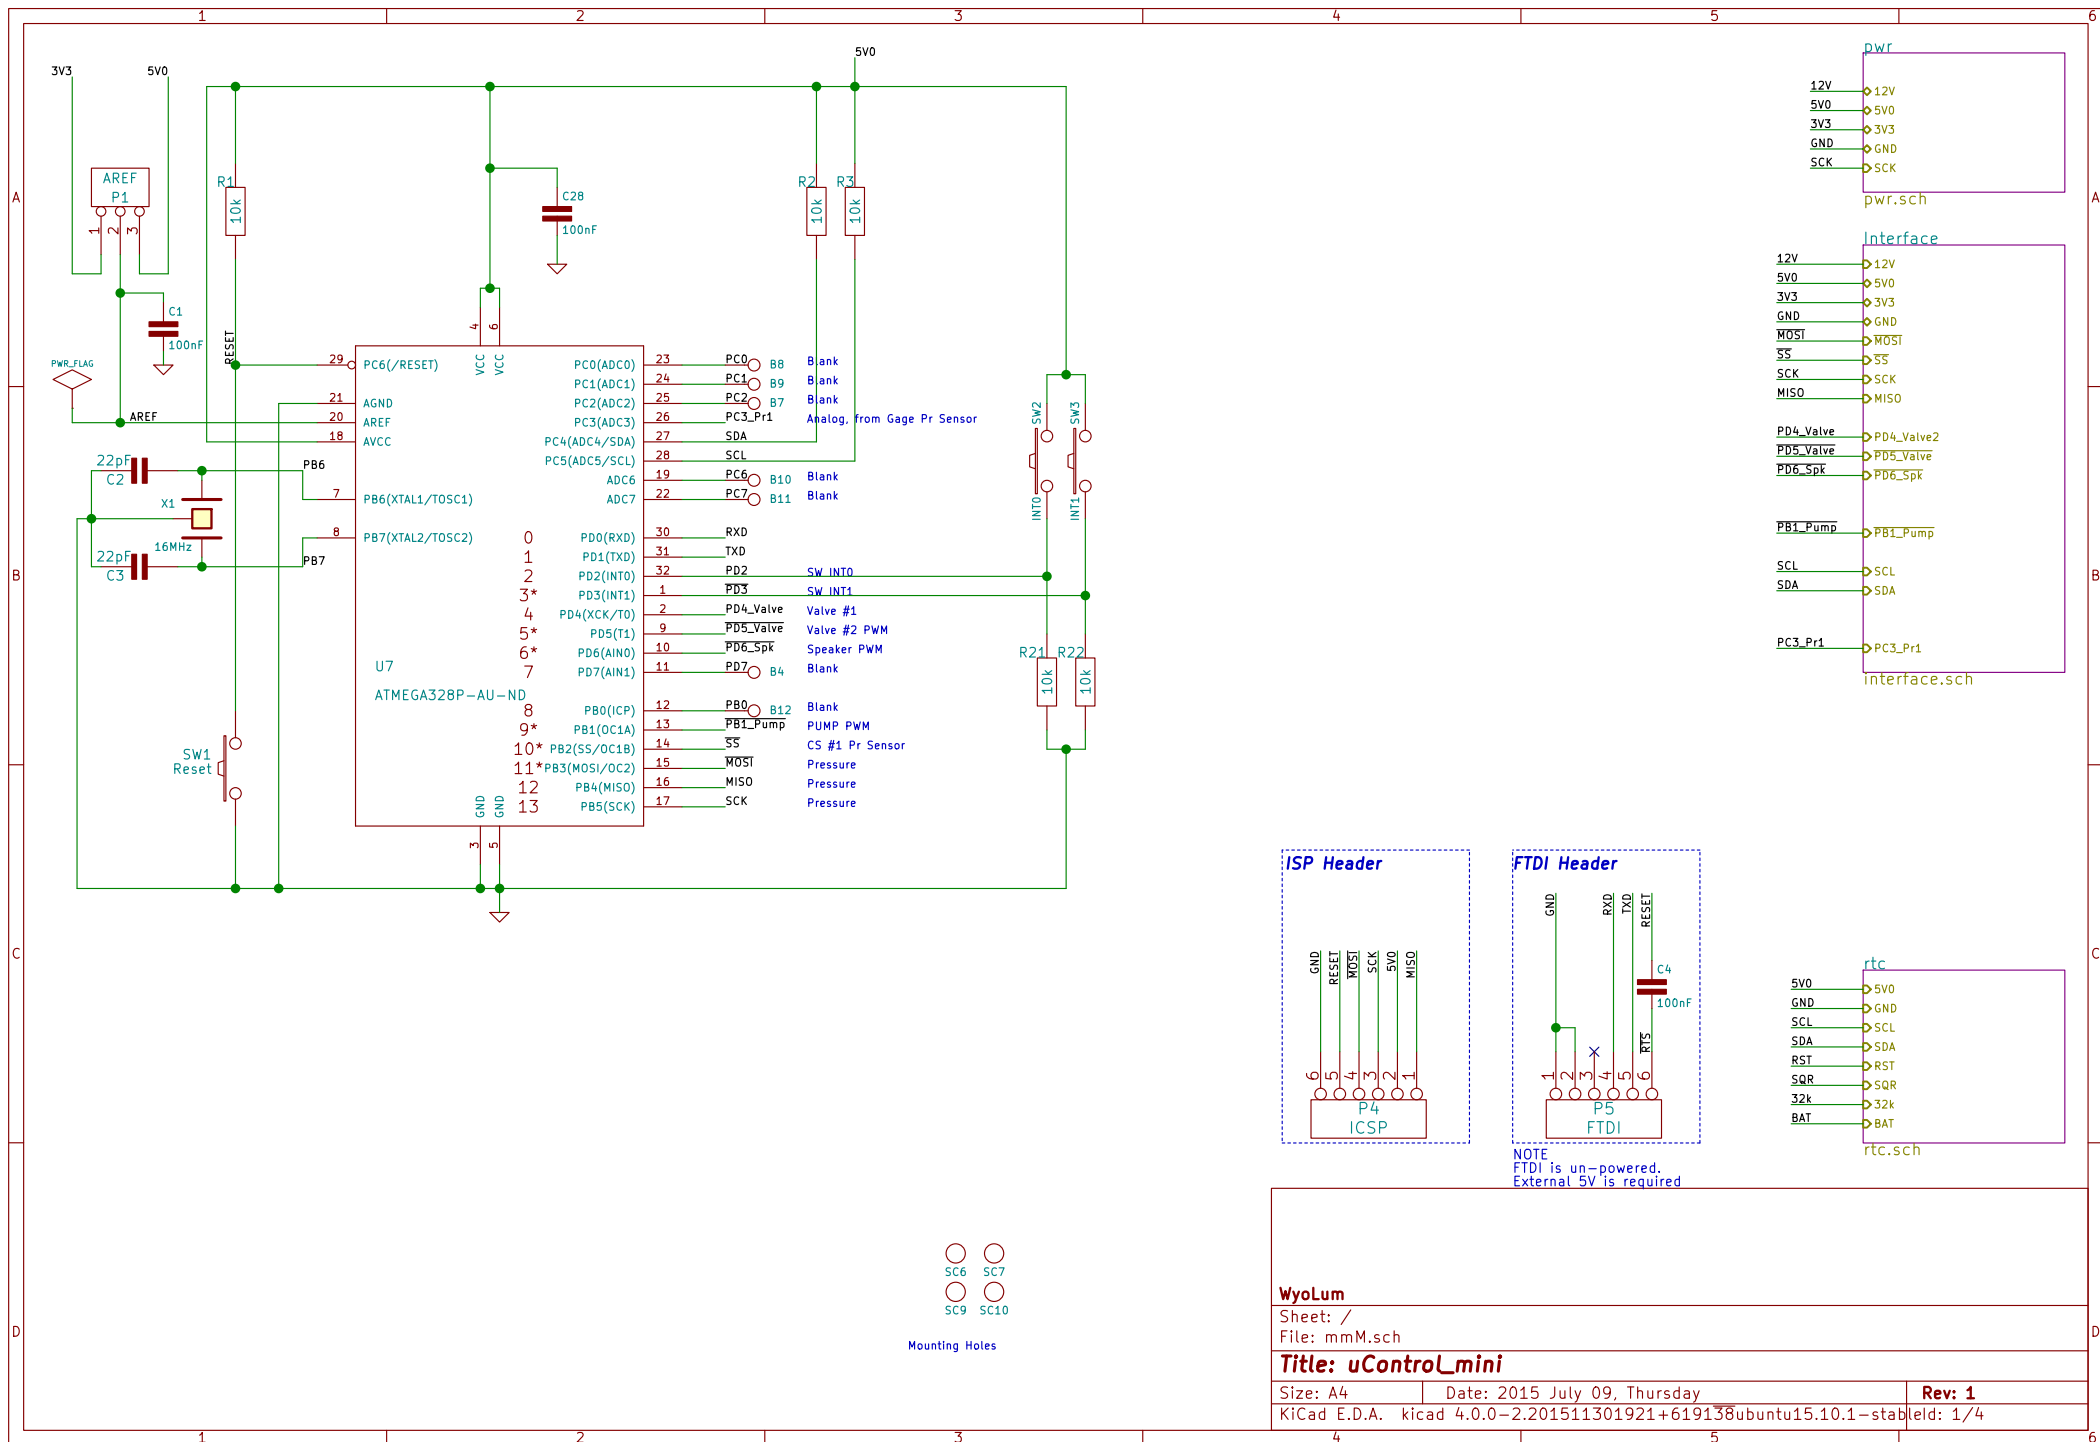 1 2 3 4 5 6
A
B
C
D
A
B
C
D
3V3
5V0
5V0
AREF
P1
1 2 3
R1
10k
C28
100nF
R2
10k
R3
10k
C1
100nF
RESET
PWR_FLAG
AREF
22pF
C2
PB6
X1
16MHz
22pF
C3
PB7
SW1
Reset
4 6
VCC VCC
29 PC6(/RESET)
21 AGND
20 AREF
18 AVCC
7 PB6(XTAL1/TOSC1)
8 PB7(XTAL2/TOSC2)
U7
ATMEGA328P-AU-ND
GND GND
3 5
PC0(ADC0) 23 PC0 B8 Blank
PC1(ADC1) 24 PC1 B9 Blank
PC2(ADC2) 25 PC2 B7 Blank
PC3(ADC3) 26 PC3_Pr1 Analog, from Gage Pr Sensor
PC4(ADC4/SDA) 27 SDA
PC5(ADC5/SCL) 28 SCL
ADC6 19 PC6 B10 Blank
ADC7 22 PC7 B11 Blank
0 PD0(RXD) 30 RXD
1 PD1(TXD) 31 TXD
2 PD2(INT0) 32 PD2 SW INT0
3* PD3(INT1) 1 PD3 SW INT1
4 PD4(XCK/T0) 2 PD4_Valve Valve #1
5* PD5(T1) 9 PD5_Valve Valve #2 PWM
6* PD6(AIN0) 10 PD6_Spk Speaker PWM
7 PD7(AIN1) 11 PD7 B4 Blank
8 PB0(ICP) 12 PB0 B12 Blank
9* PB1(OC1A) 13 PB1_Pump PUMP PWM
10* PB2(SS/OC1B) 14 SS CS #1 Pr Sensor
11* PB3(MOSI/OC2) 15 MOSI Pressure
12 PB4(MISO) 16 MISO Pressure
13 PB5(SCK) 17 SCK Pressure
SW2
INT0
SW3
INT1
R21
10k
R22
10k
pwr
12V 12V
5V0 5V0
3V3 3V3
GND GND
SCK SCK
pwr.sch
Interface
12V 12V
5V0 5V0
3V3 3V3
GND GND
MOSI MOSI
SS SS
SCK SCK
MISO MISO
PD4_Valve PD4_Valve2
PD5_Valve PD5_Valve
PD6_Spk PD6_Spk
PB1_Pump PB1_Pump
SCL SCL
SDA SDA
PC3_Pr1 PC3_Pr1
interface.sch
ISP Header
GND RESET MOSI SCK 5V0 MISO
6 5 4 3 2 1
P4
ICSP
FTDI Header
GND RXD TXD RESET
C4
100nF
RTS
1 2 3 4 5 6
P5
FTDI
NOTE
FTDI is un-powered.
External 5V is required
rtc
5V0 5V0
GND GND
SCL SCL
SDA SDA
RST RST
SQR SQR
32k 32k
BAT BAT
rtc.sch
SC6 SC7
SC9 SC10
Mounting Holes
WyoLum
Sheet: /
File: mmM.sch
Title: uControl_mini
Size: A4 Date: 2015 July 09, Thursday Rev: 1
KiCad E.D.A. kicad 4.0.0-2.201511301921+619138ubuntu15.10.1-stable Id: 1/4
1 2 3 4 5 6